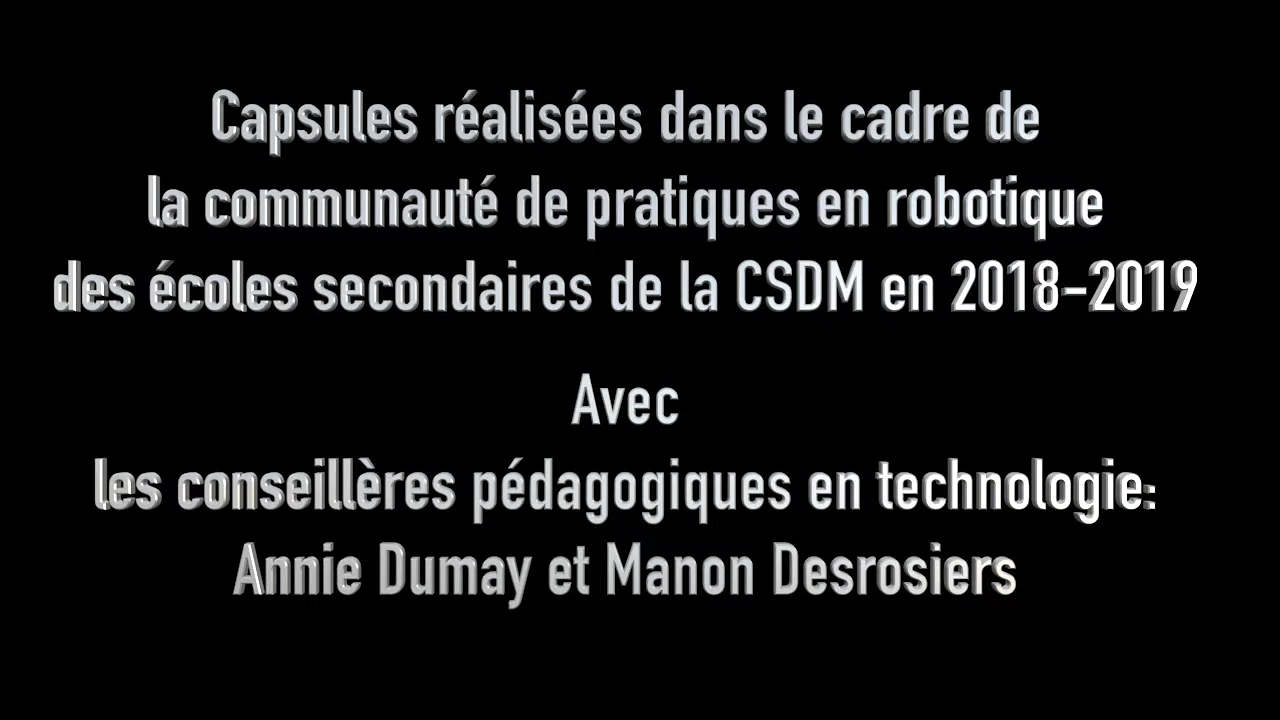 Capsules réalisées dans le cadre de
la communauté de pratiques en robotique
des écoles secondaires de la CSDM en 2018-2019
Avec
les conseillères pédagogiques en technologie:
Annie Dumay et Manon Desrosiers